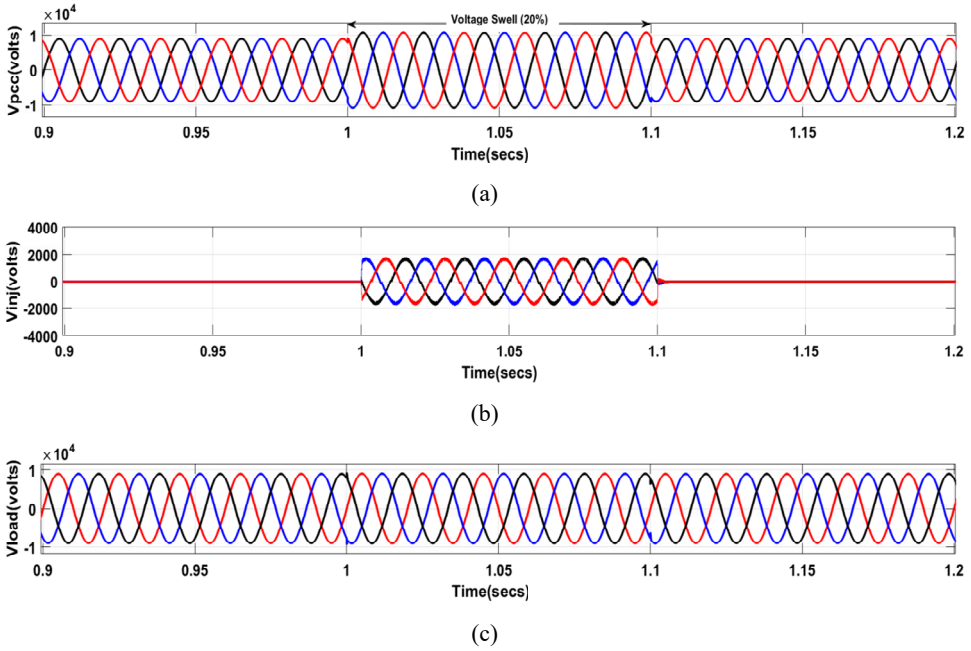 × 10^4
Voltage Swell (20%)
Vpcc(volts)
1
0
-1
0.9 0.95 1 1.05 1.1 1.15 1.2
Time(secs)
(a)
Vinj(volts)
4000
2000
0
-2000
-4000
0.9 0.95 1 1.05 1.1 1.15 1.2
Time(secs)
(b)
× 10^4
Vload(volts)
1
0
-1
0.9 0.95 1 1.05 1.1 1.15 1.2
Time(secs)
(c)